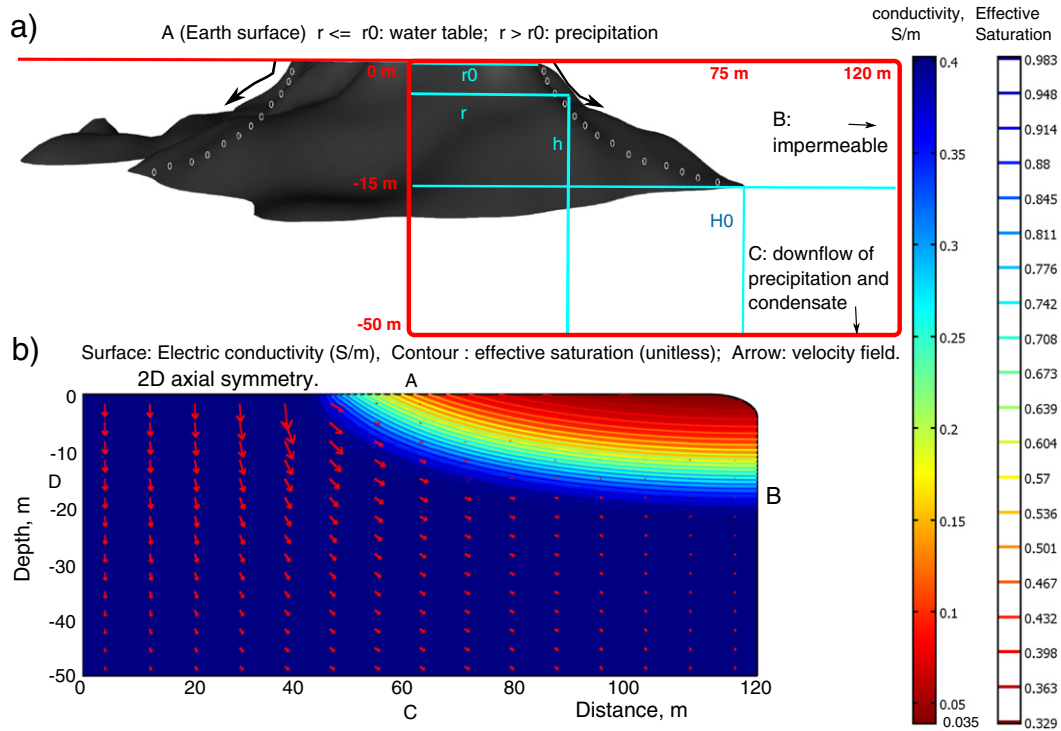 a)
A (Earth surface) r <= r0: water table; r > r0: precipitation
0 m
r0
75 m
120 m
r
h
B:
impermeable
-15 m
H0
C: downflow of
precipitation and
condensate
-50 m
conductivity,
S/m
0.4
0.35
0.3
0.25
0.2
0.15
0.1
0.05
0.035
Effective
Saturation
0.983
0.948
0.914
0.88
0.845
0.811
0.776
0.742
0.708
0.673
0.639
0.604
0.57
0.536
0.501
0.467
0.432
0.398
0.363
0.329
b)
Surface: Electric conductivity (S/m), Contour : effective saturation (unitless); Arrow: velocity field.
2D axial symmetry.
A
0
-10
D
-20
-30
-40
-50
Depth, m
B
0
20
40
60
80
100
120
C
Distance, m